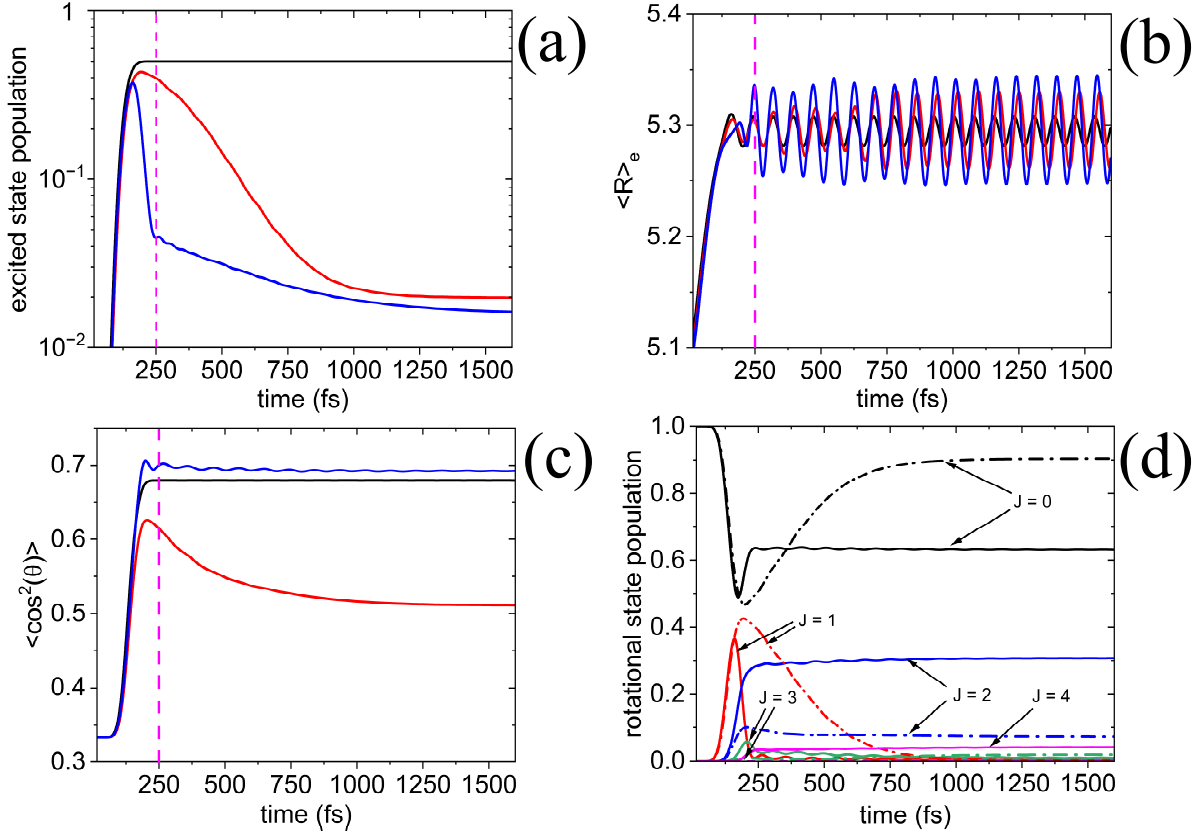 (a)
1
10⁻¹
10⁻²
excited state population
250 500 750 1000 1250 1500
time (fs)
(b)
5.4
5.3
5.2
5.1
<R>ₑ
250 500 750 1000 1250 1500
time (fs)
(c)
0.7
0.6
0.5
0.4
0.3
<cos²(θ)>
250 500 750 1000 1250 1500
time (fs)
(d)
1.0
0.8
0.6
0.4
0.2
0.0
rotational state population
J = 0
J = 1
J = 3
J = 2
J = 4
250 500 750 1000 1250 1500
time (fs)